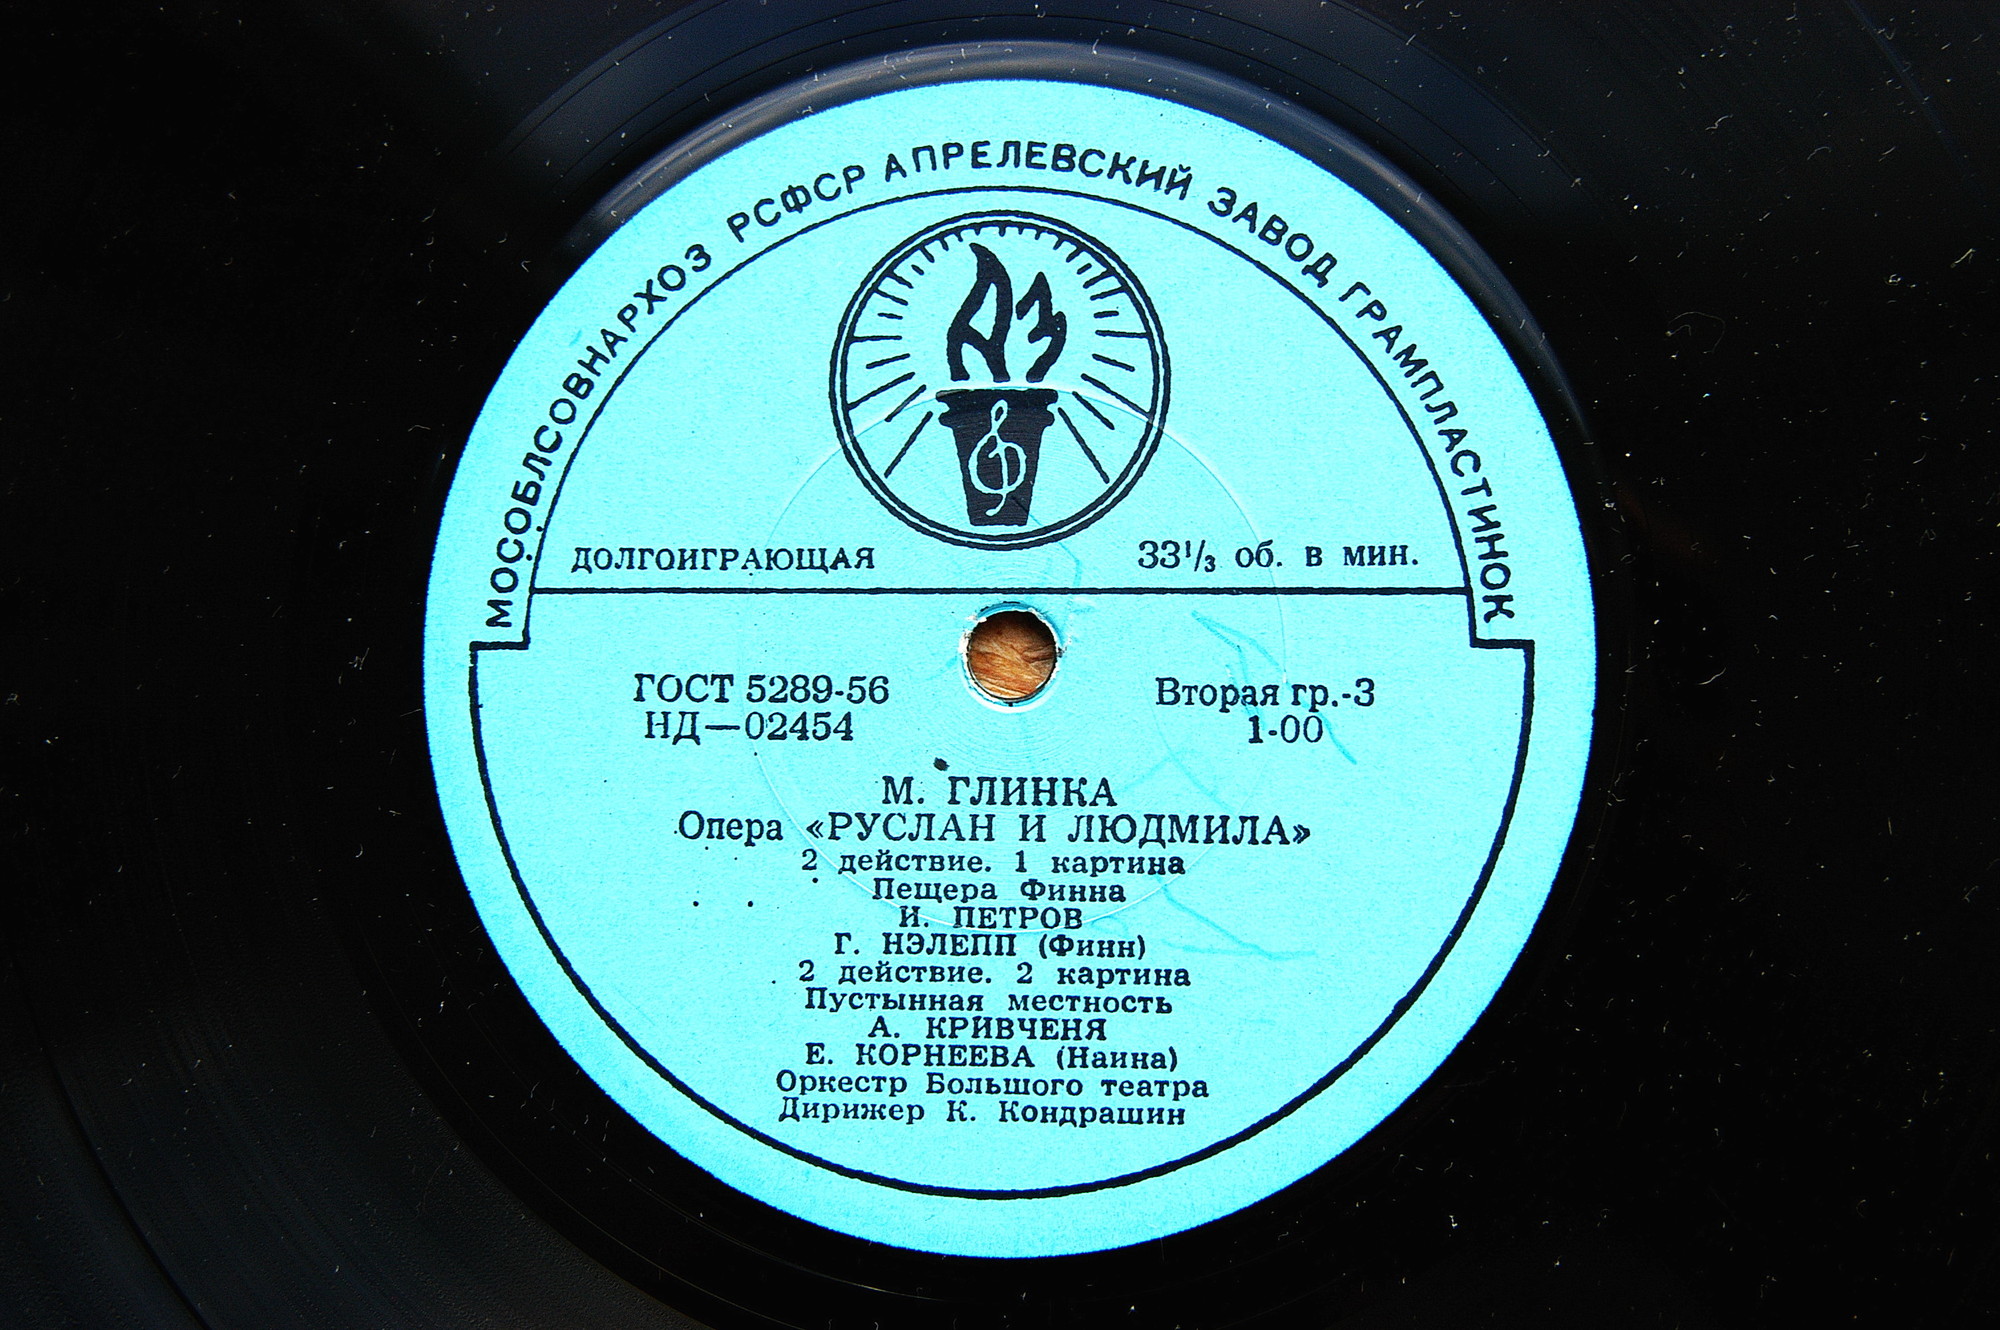 МОСОБЛСОВНАРХОЗ РСФСР АПРЕЛЕВСКИЙ ЗАВОД ГРАМПЛАСТИНОК
АЗ
ДОЛГОИГРАЮЩАЯ 33¹/₃ об. в мин.
ГОСТ 5289-56 Вторая гр.-3
НД—02454 1-00
М. ГЛИНКА
Опера «РУСЛАН И ЛЮДМИЛА»
2 действие. 1 картина
Пещера Финна
И. ПЕТРОВ
Г. НЭЛЕПП (Финн)
2 действие. 2 картина
Пустынная местность
А. КРИВЧЕНЯ
Е. КОРНЕЕВА (Наина)
Оркестр Большого театра
Дирижер К. Кондрашин